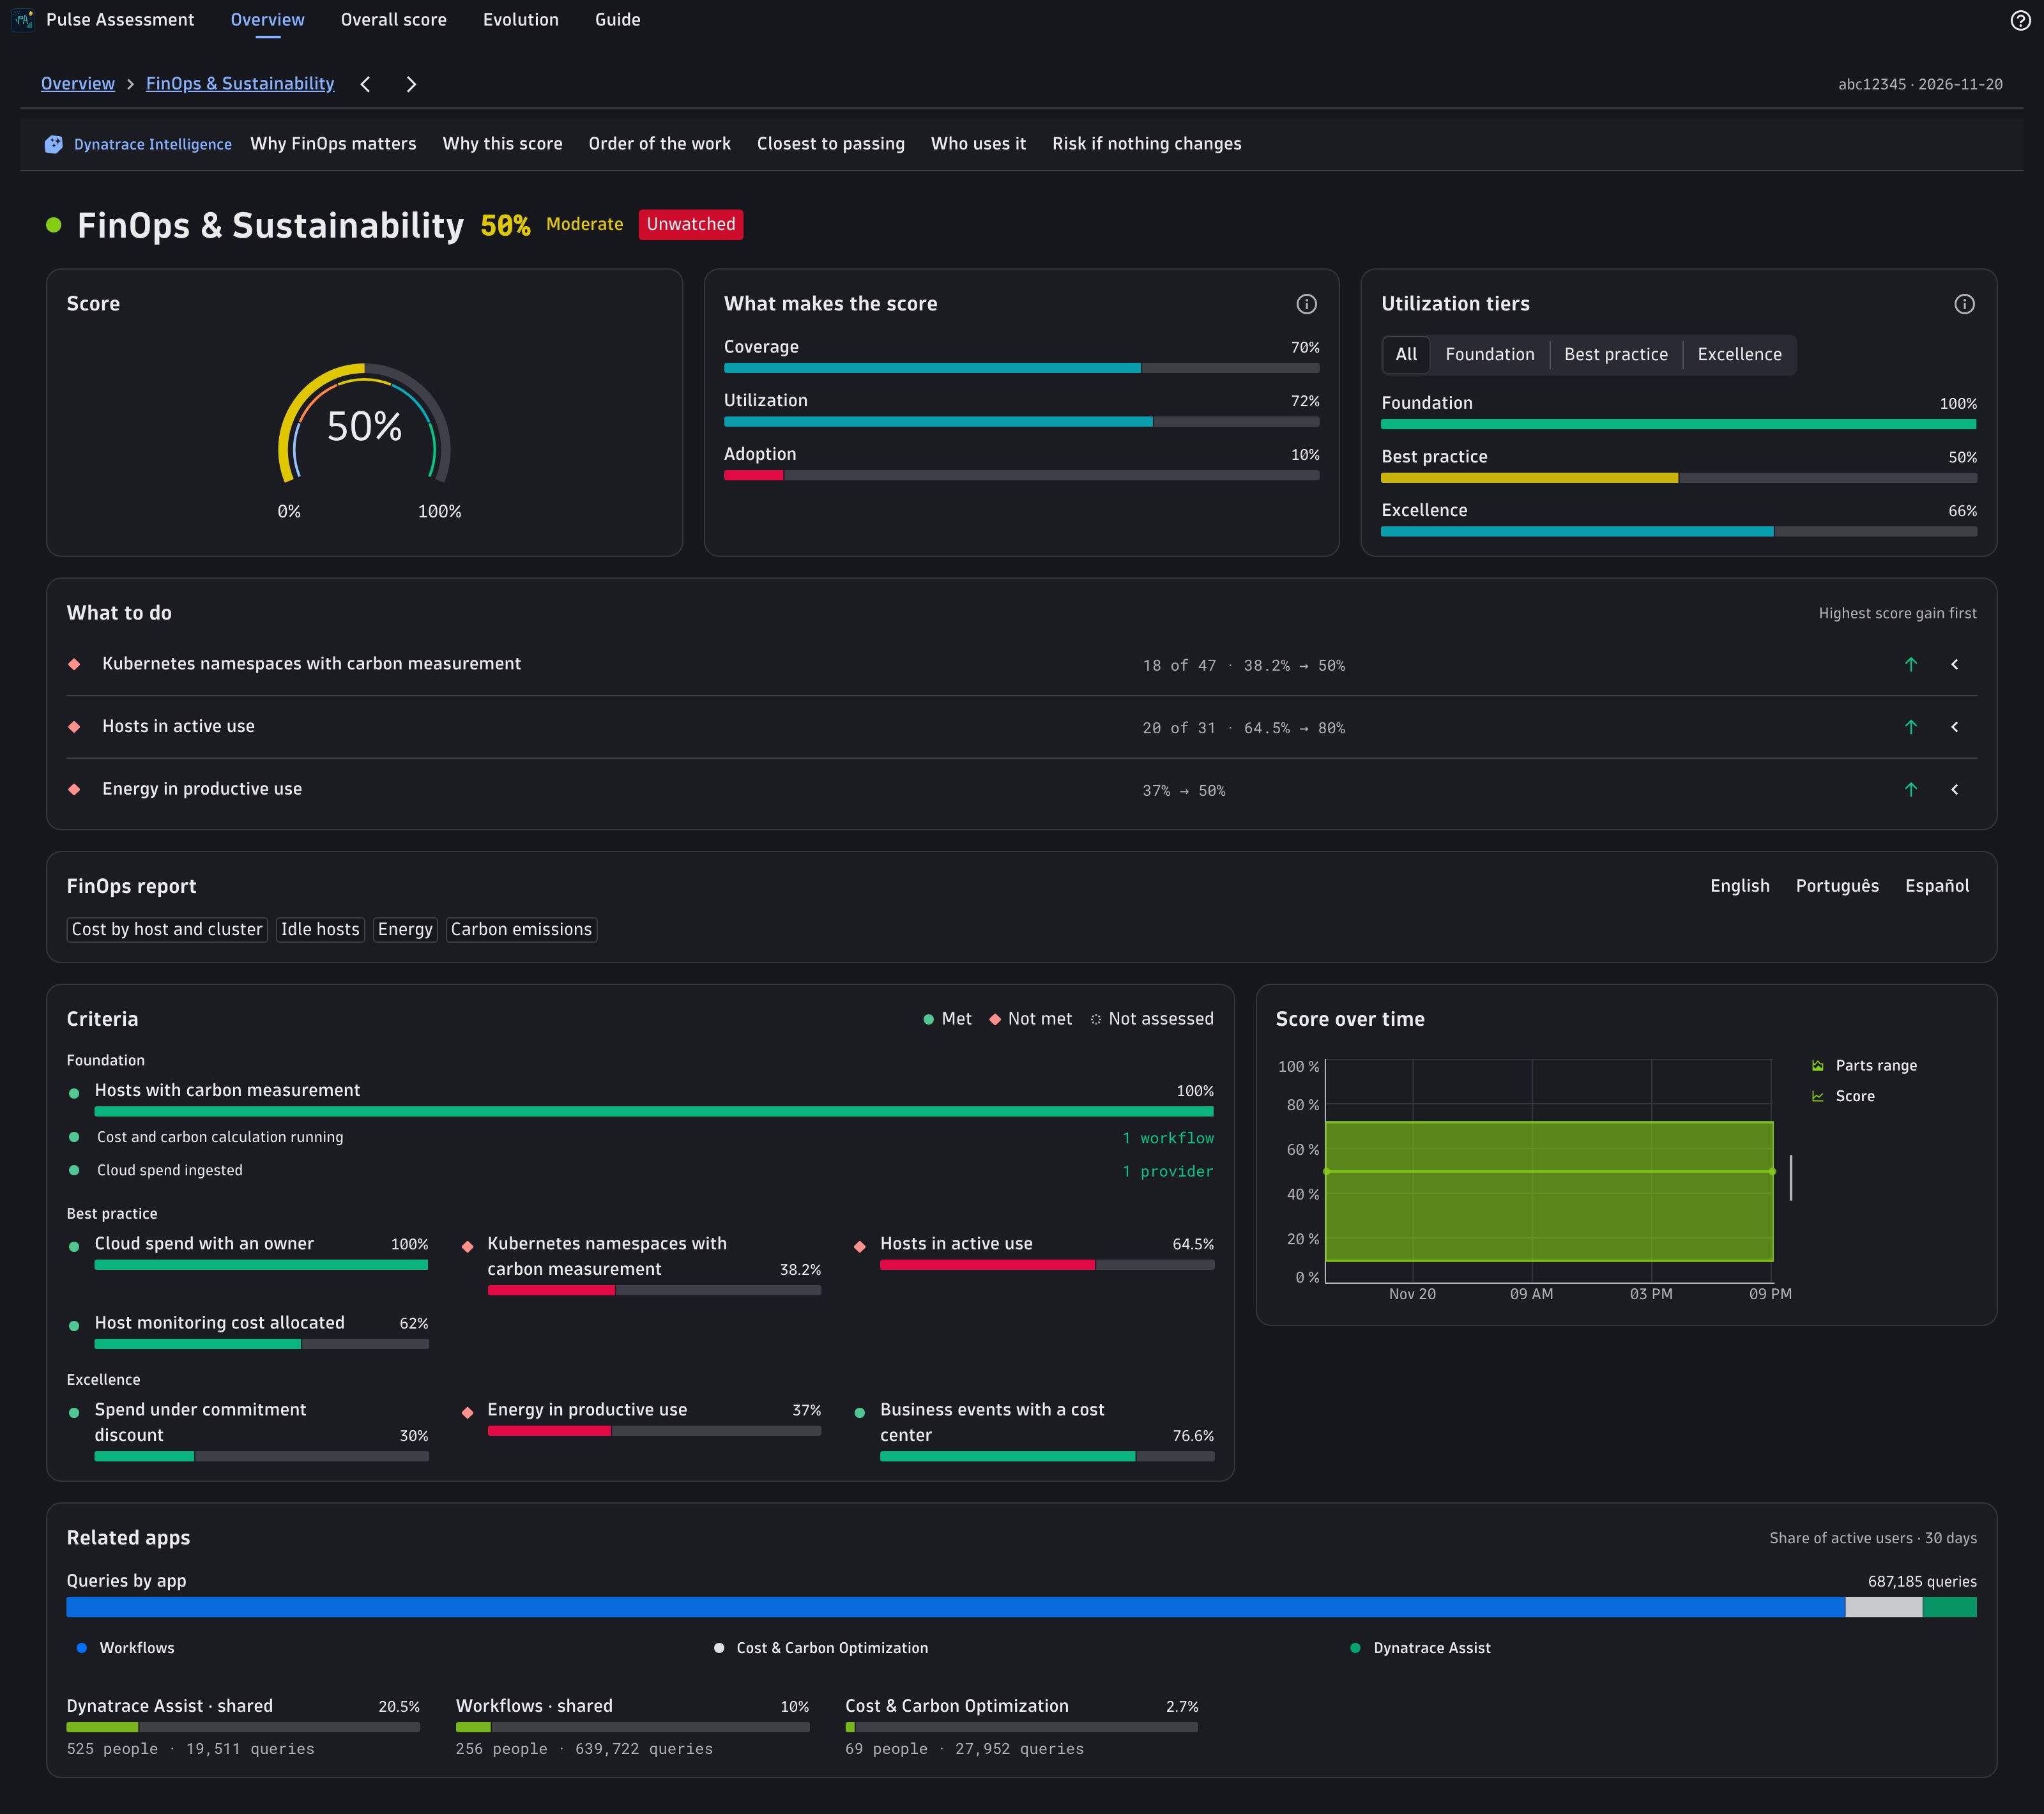 Pulse Assessment
Overview
Overall score
Evolution
Guide
Overview > FinOps & Sustainability
abc12345 · 2026-11-20
Dynatrace Intelligence
Why FinOps matters
Why this score
Order of the work
Closest to passing
Who uses it
Risk if nothing changes
FinOps & Sustainability 50% Moderate Unwatched
Score
50%
0%
100%
What makes the score
Coverage 70%
Utilization 72%
Adoption 10%
Utilization tiers
All
Foundation
Best practice
Excellence
Foundation 100%
Best practice 50%
Excellence 66%
What to do
Highest score gain first
Kubernetes namespaces with carbon measurement
18 of 47 · 38.2% → 50%
Hosts in active use
20 of 31 · 64.5% → 80%
Energy in productive use
37% → 50%
FinOps report
English
Português
Español
Cost by host and cluster
Idle hosts
Energy
Carbon emissions
Criteria
Met
Not met
Not assessed
Foundation
Hosts with carbon measurement 100%
Cost and carbon calculation running 1 workflow
Cloud spend ingested 1 provider
Best practice
Cloud spend with an owner 100%
Kubernetes namespaces with
carbon measurement 38.2%
Hosts in active use 64.5%
Host monitoring cost allocated 62%
Excellence
Spend under commitment
discount 30%
Energy in productive use 37%
Business events with a cost
center 76.6%
Score over time
100 %
80 %
60 %
40 %
20 %
0 %
Nov 20
09 AM
03 PM
09 PM
Parts range
Score
Related apps
Share of active users · 30 days
Queries by app
687,185 queries
Workflows
Cost & Carbon Optimization
Dynatrace Assist
Dynatrace Assist · shared 20.5%
525 people · 19,511 queries
Workflows · shared 10%
256 people · 639,722 queries
Cost & Carbon Optimization 2.7%
69 people · 27,952 queries